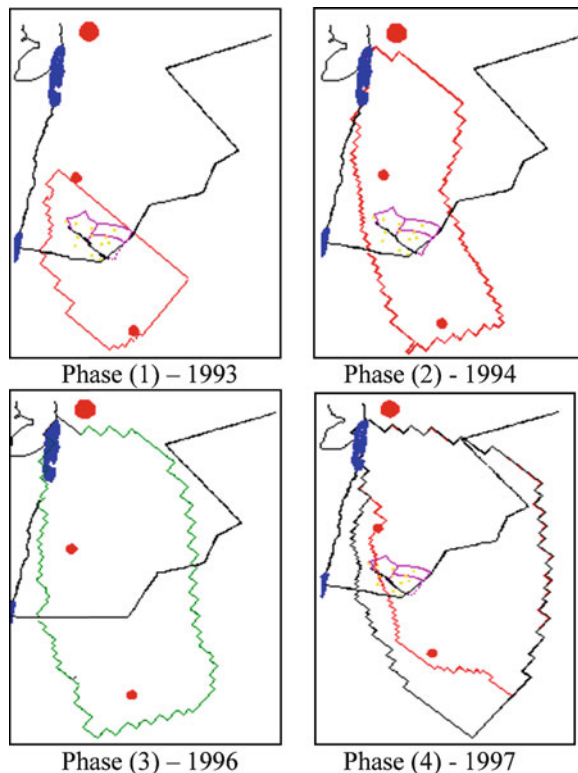 Phase (1) – 1993
Phase (2) - 1994
Phase (3) – 1996
Phase (4) - 1997